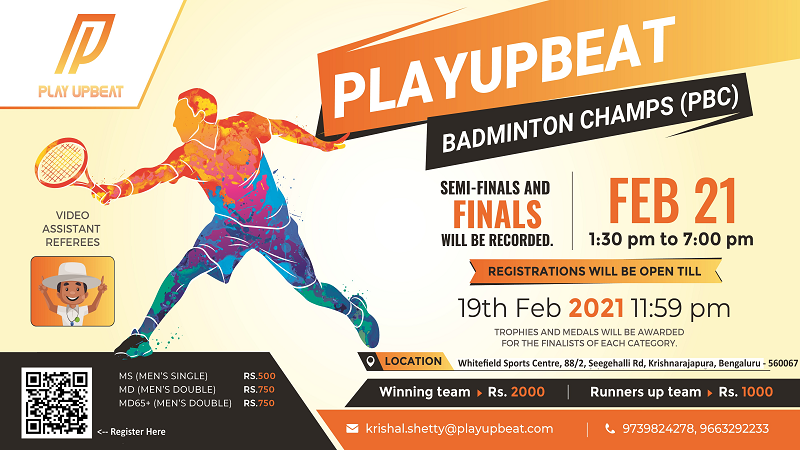 PLAY UPBEAT
PLAYUPBEAT
BADMINTON CHAMPS (PBC)
SEMI-FINALS AND
FINALS
WILL BE RECORDED.
FEB 21
1:30 pm to 7:00 pm
VIDEO
ASSISTANT
REFEREES
REGISTRATIONS WILL BE OPEN TILL
19th Feb 2021 11:59 pm
TROPHIES AND MEDALS WILL BE AWARDED
FOR THE FINALISTS OF EACH CATEGORY.
LOCATION Whitefield Sports Centre, 88/2, Seegehalli Rd, Krishnarajapura, Bengaluru - 560067
MS (MEN'S SINGLE) RS.500
MD (MEN'S DOUBLE) RS.750
MD65+ (MEN'S DOUBLE) RS.750
<-- Register Here
Winning team Rs. 2000 Runners up team Rs. 1000
krishal.shetty@playupbeat.com 9739824278, 9663292233